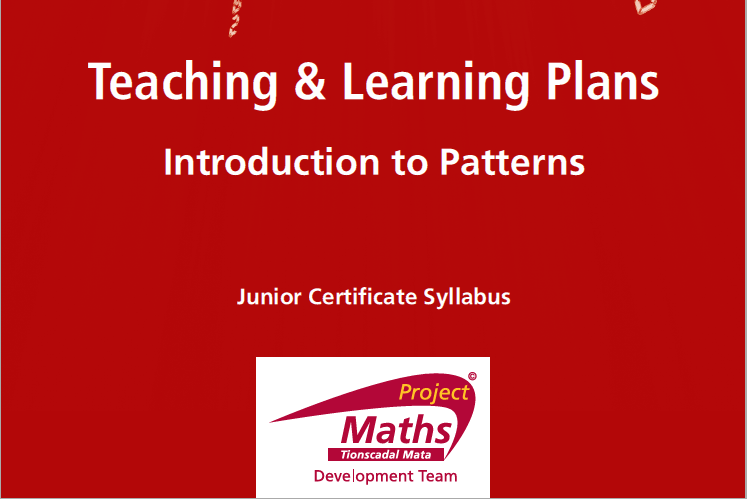 Teaching & Learning Plans
Introduction to Patterns
Junior Certificate Syllabus
©
Project
Maths
Tionscadal Mata
Development Team